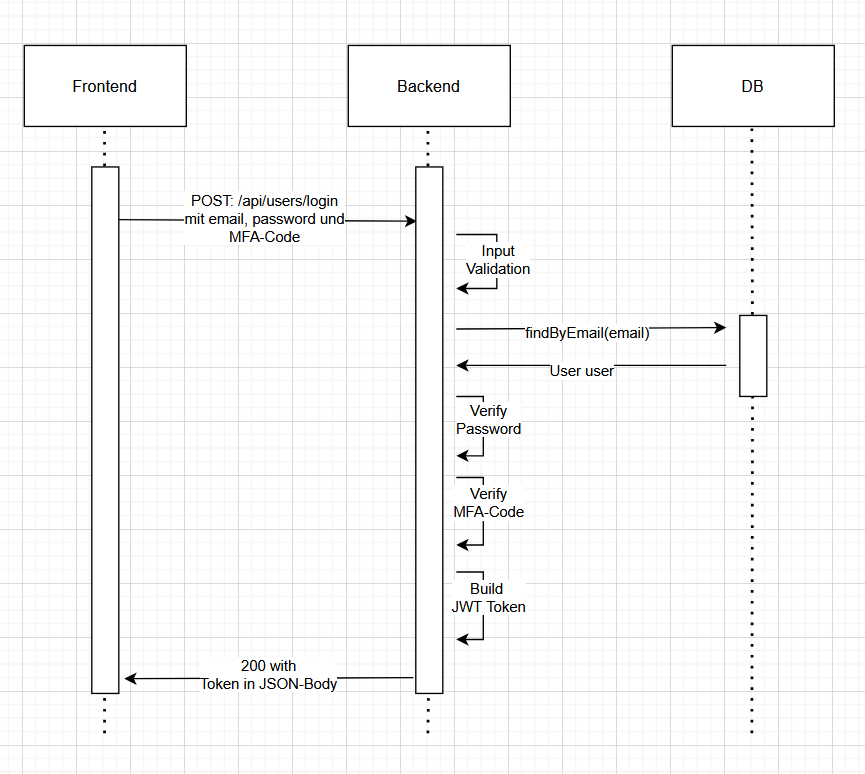 Frontend
Backend
DB
POST: /api/users/login
mit email, password und
MFA-Code
Input
Validation
findByEmail(email)
User user
Verify
Password
Verify
MFA-Code
Build
JWT Token
200 with
Token in JSON-Body